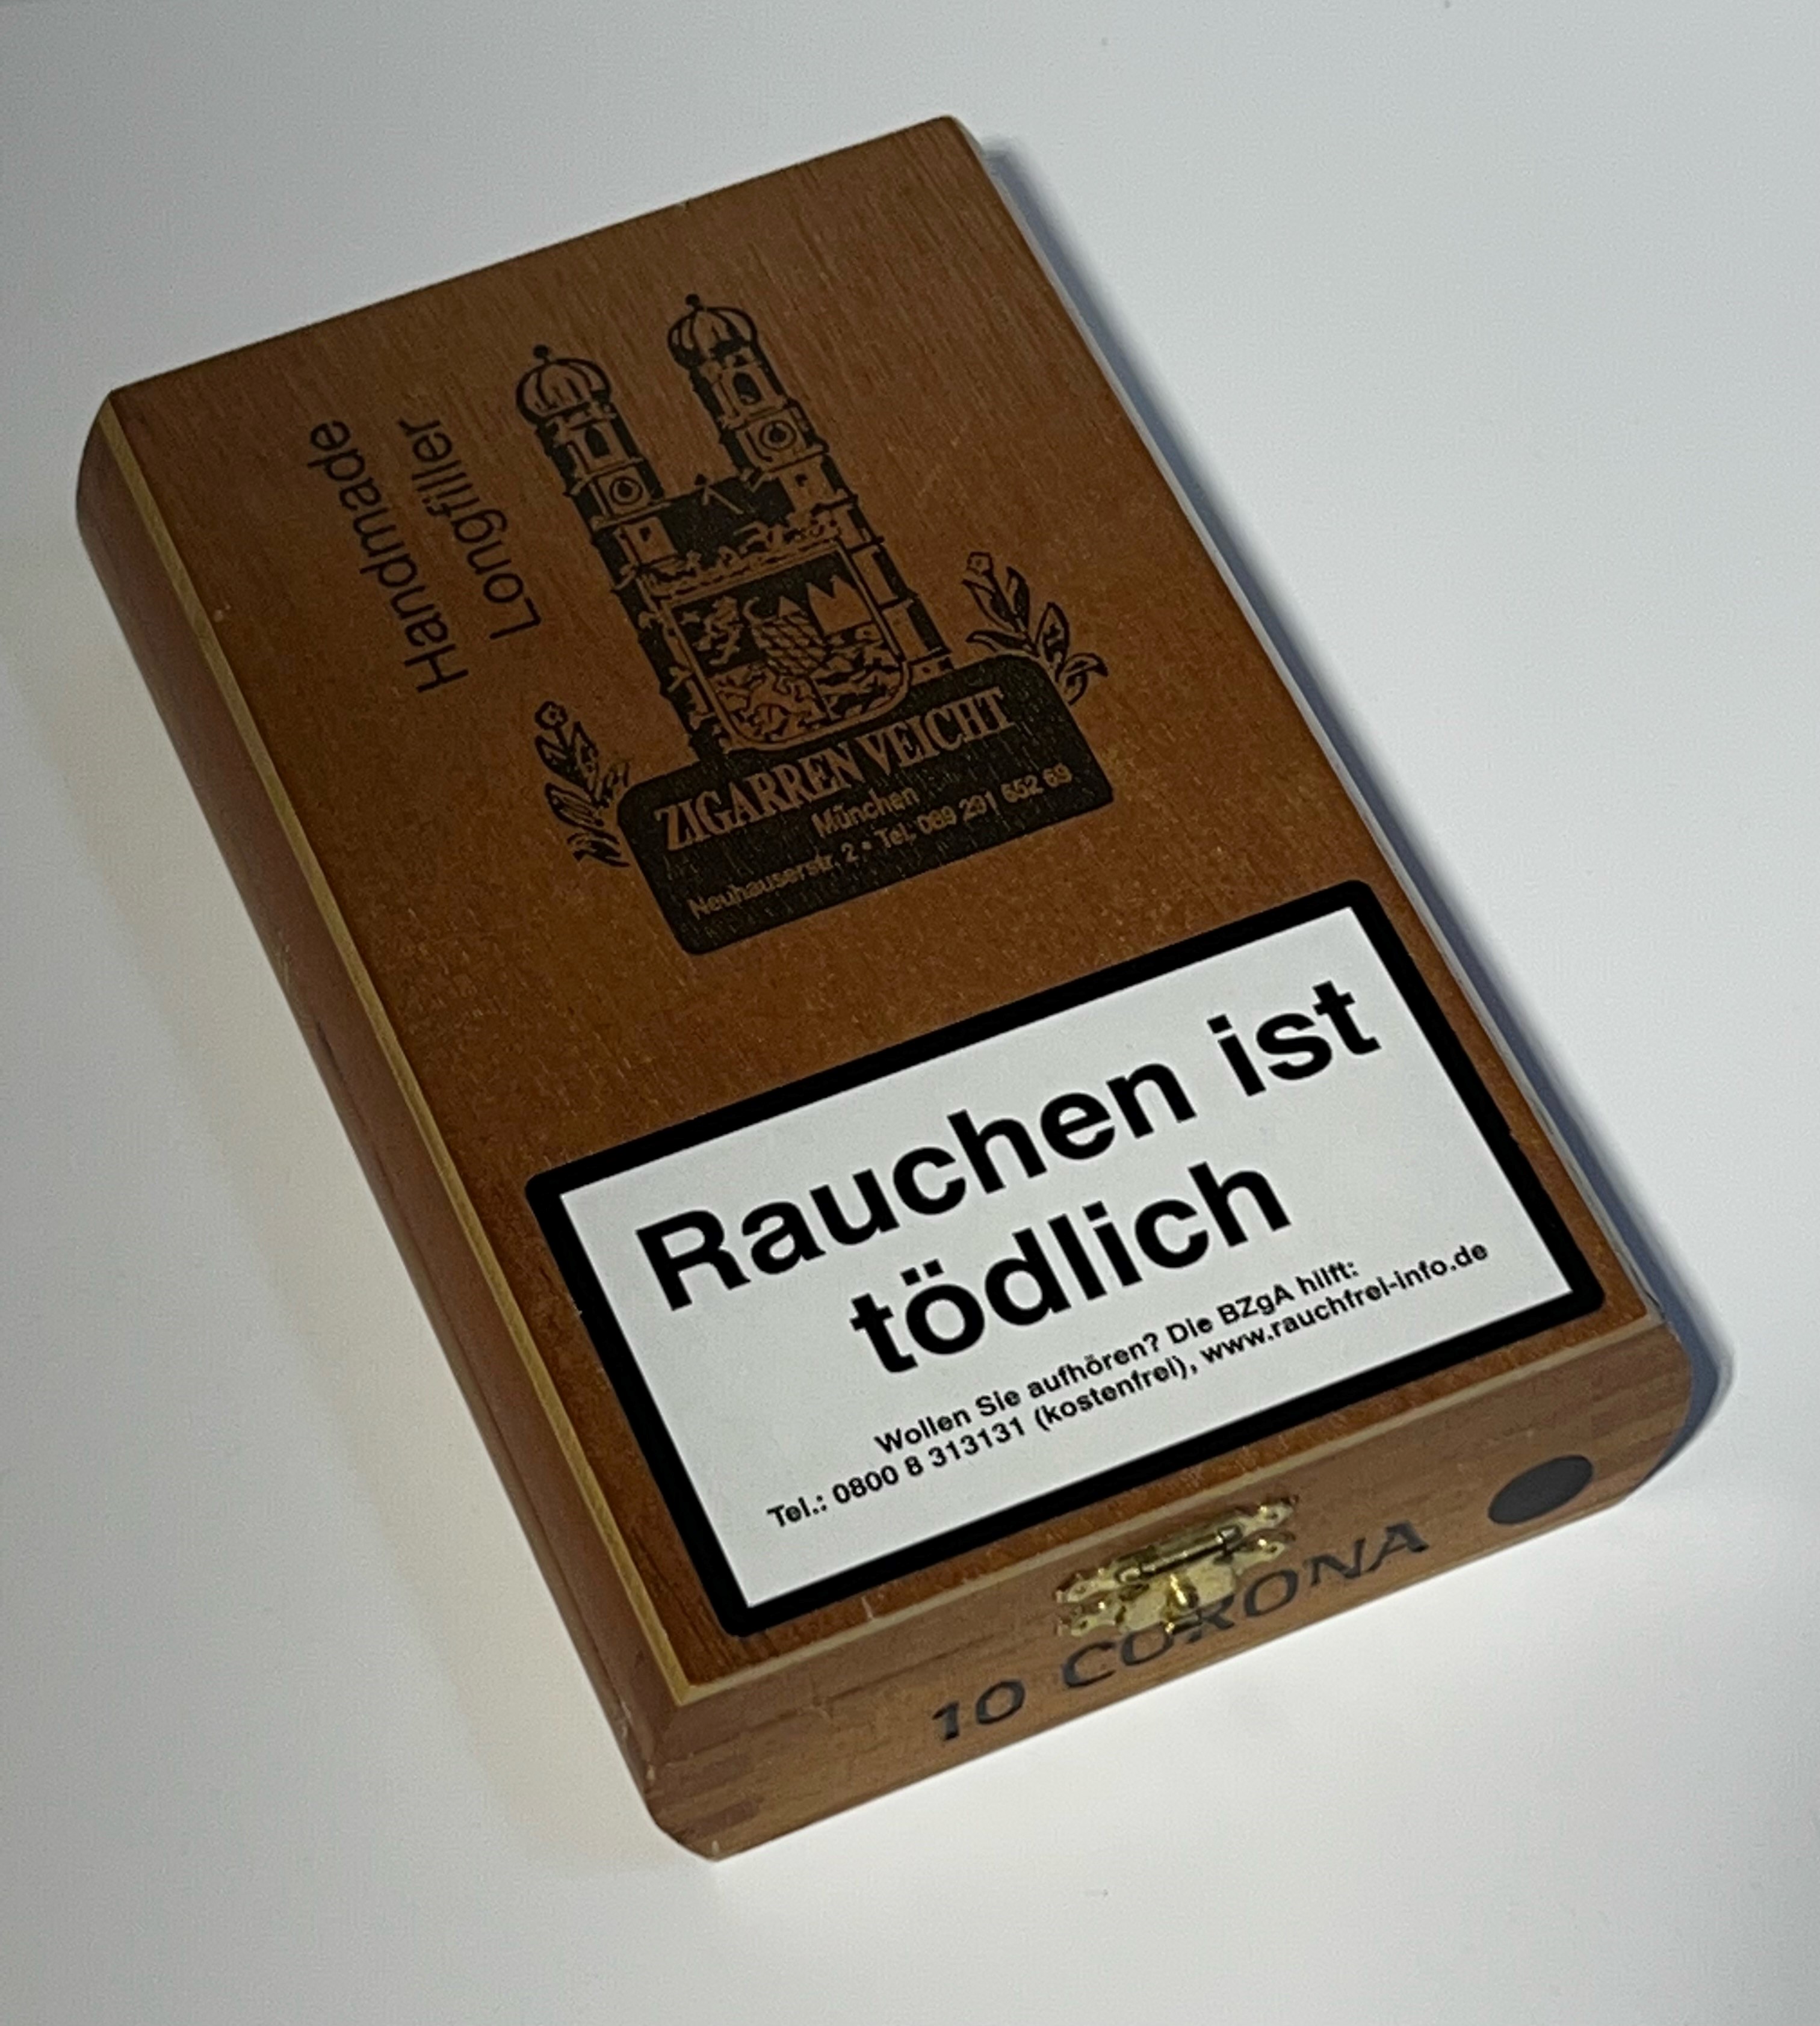 Handmade
Longfiller
ZIGARREN VEICHT
München
Neuhauserstr. 2 • Tel. 089 291 652 69
Rauchen ist
tödlich
Wollen Sie aufhören? Die BZgA hilft:
Tel.: 0800 8 313131 (kostenfrei), www.rauchfrei-info.de
10 CORONA